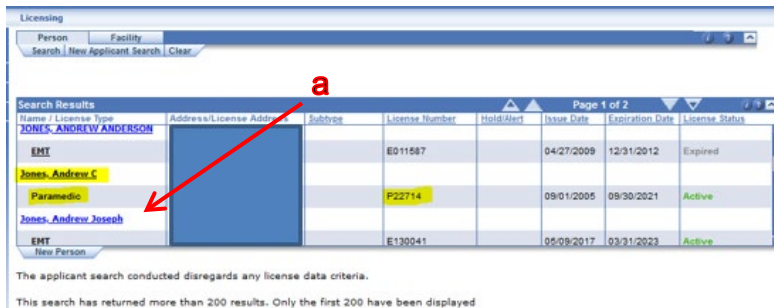 Licensing
Person Facility
Search New Applicant Search Clear
a
Search Results Page 1 of 2
Name / License Type Address/License Address Subtype License Number Hold/Alert Issue Date Expiration Date License Status
JONES, ANDREW ANDERSON
EMT E011587 04/27/2009 12/31/2012 Expired
Jones, Andrew C
Paramedic P22714 09/01/2005 09/30/2021 Active
Jones, Andrew Joseph
EMT E130041 05/09/2017 03/31/2023 Active
New Person
The applicant search conducted disregards any license data criteria.
This search has returned more than 200 results. Only the first 200 have been displayed